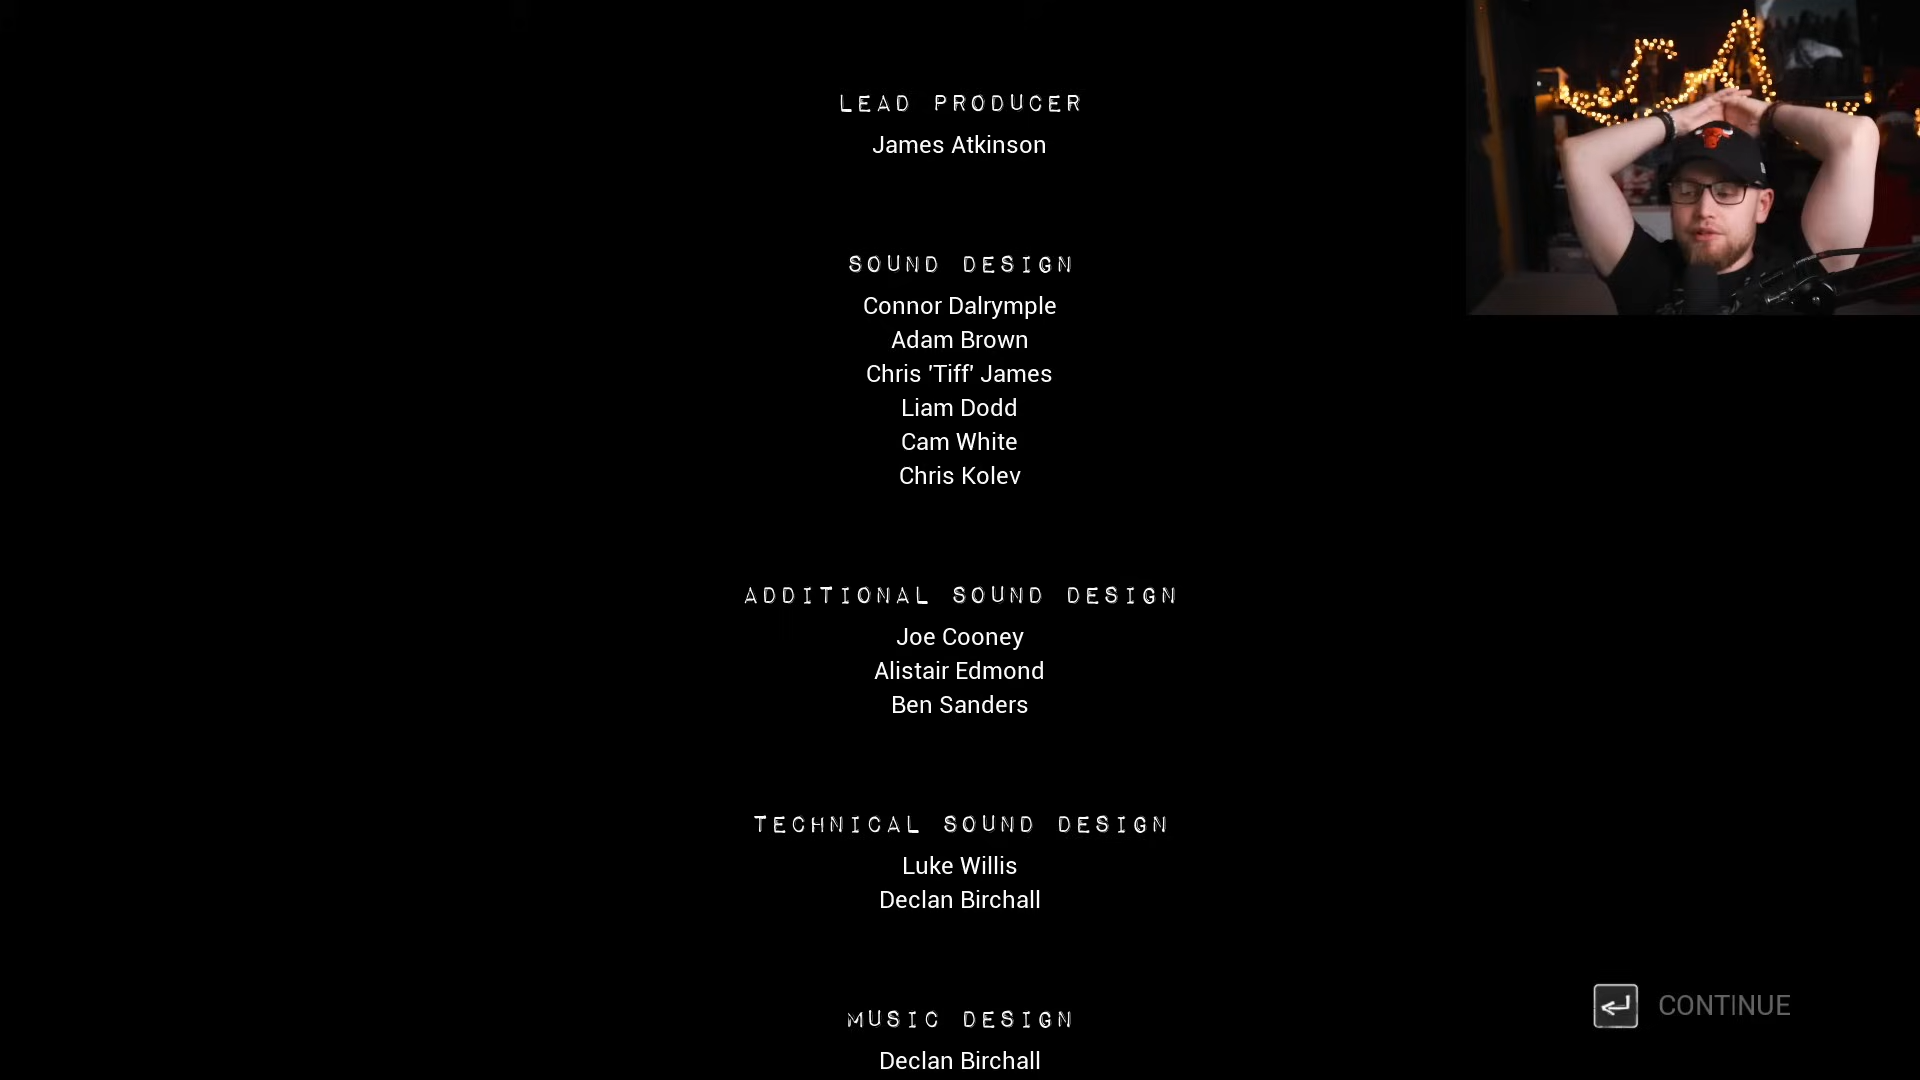 LEAD PRODUCER
James Atkinson
SOUND DESIGN
Connor Dalrymple
Adam Brown
Chris 'Tiff' James
Liam Dodd
Cam White
Chris Kolev
ADDITIONAL SOUND DESIGN
Joe Cooney
Alistair Edmond
Ben Sanders
TECHNICAL SOUND DESIGN
Luke Willis
Declan Birchall
MUSIC DESIGN
Declan Birchall
CONTINUE